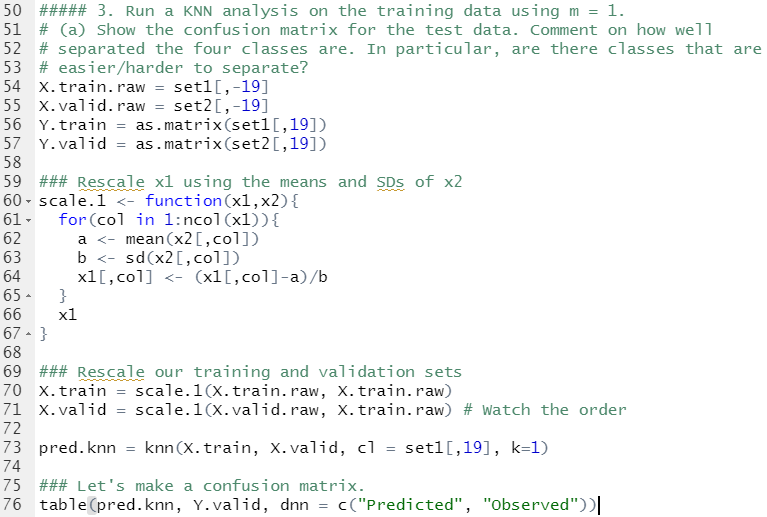 50 ##### 3. Run a KNN analysis on the training data using m = 1.
51 # (a) Show the confusion matrix for the test data. Comment on how well
52 # separated the four classes are. In particular, are there classes that are
53 # easier/harder to separate?
54 X.train.raw = set1[,-19]
55 X.valid.raw = set2[,-19]
56 Y.train = as.matrix(set1[,19])
57 Y.valid = as.matrix(set2[,19])
58
59 ### Rescale x1 using the means and SDs of x2
60 scale.1 <- function(x1,x2){
61   for(col in 1:ncol(x1)){
62     a <- mean(x2[,col])
63     b <- sd(x2[,col])
64     x1[,col] <- (x1[,col]-a)/b
65   }
66   x1
67 }
68
69 ### Rescale our training and validation sets
70 X.train = scale.1(X.train.raw, X.train.raw)
71 X.valid = scale.1(X.valid.raw, X.train.raw) # Watch the order
72
73 pred.knn = knn(X.train, X.valid, cl = set1[,19], k=1)
74
75 ### Let's make a confusion matrix.
76 table(pred.knn, Y.valid, dnn = c("Predicted", "Observed"))